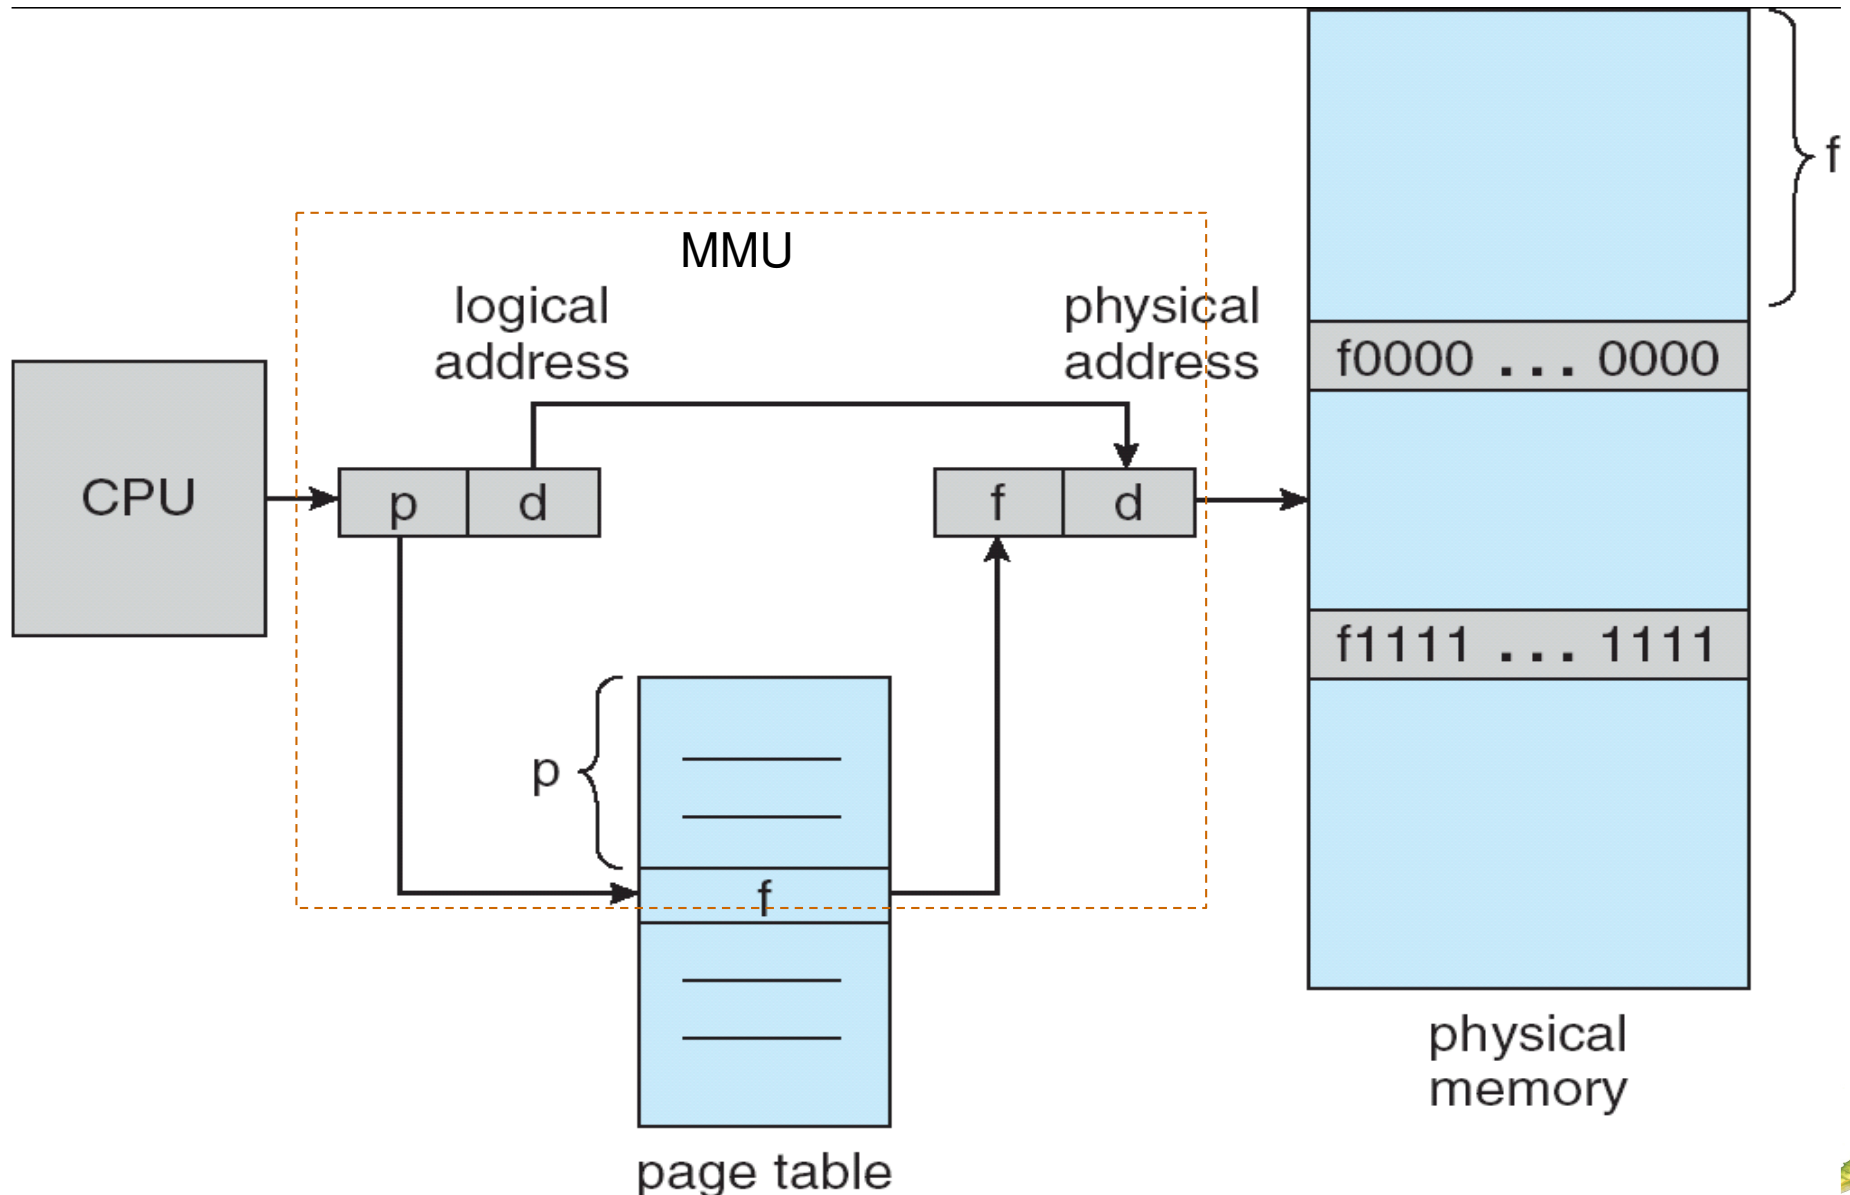 MMU
logical
address
physical
address
f
f0000 ... 0000
CPU
p
d
f
d
f1111 ... 1111
p
f
physical
memory
page table